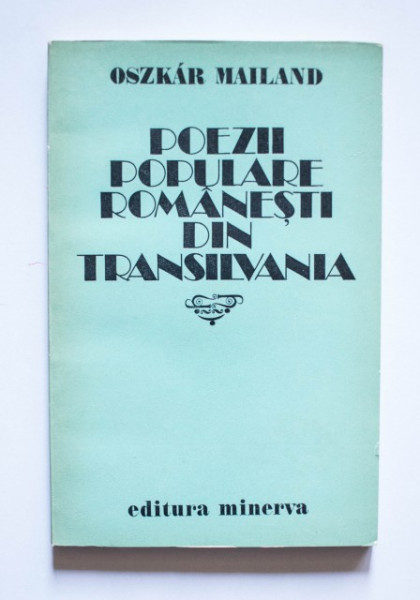 OSZKÁR MAILAND
POEZII
POPULARE
ROMÂNEȘTI
DIN
TRANSILVANIA
editura minerva